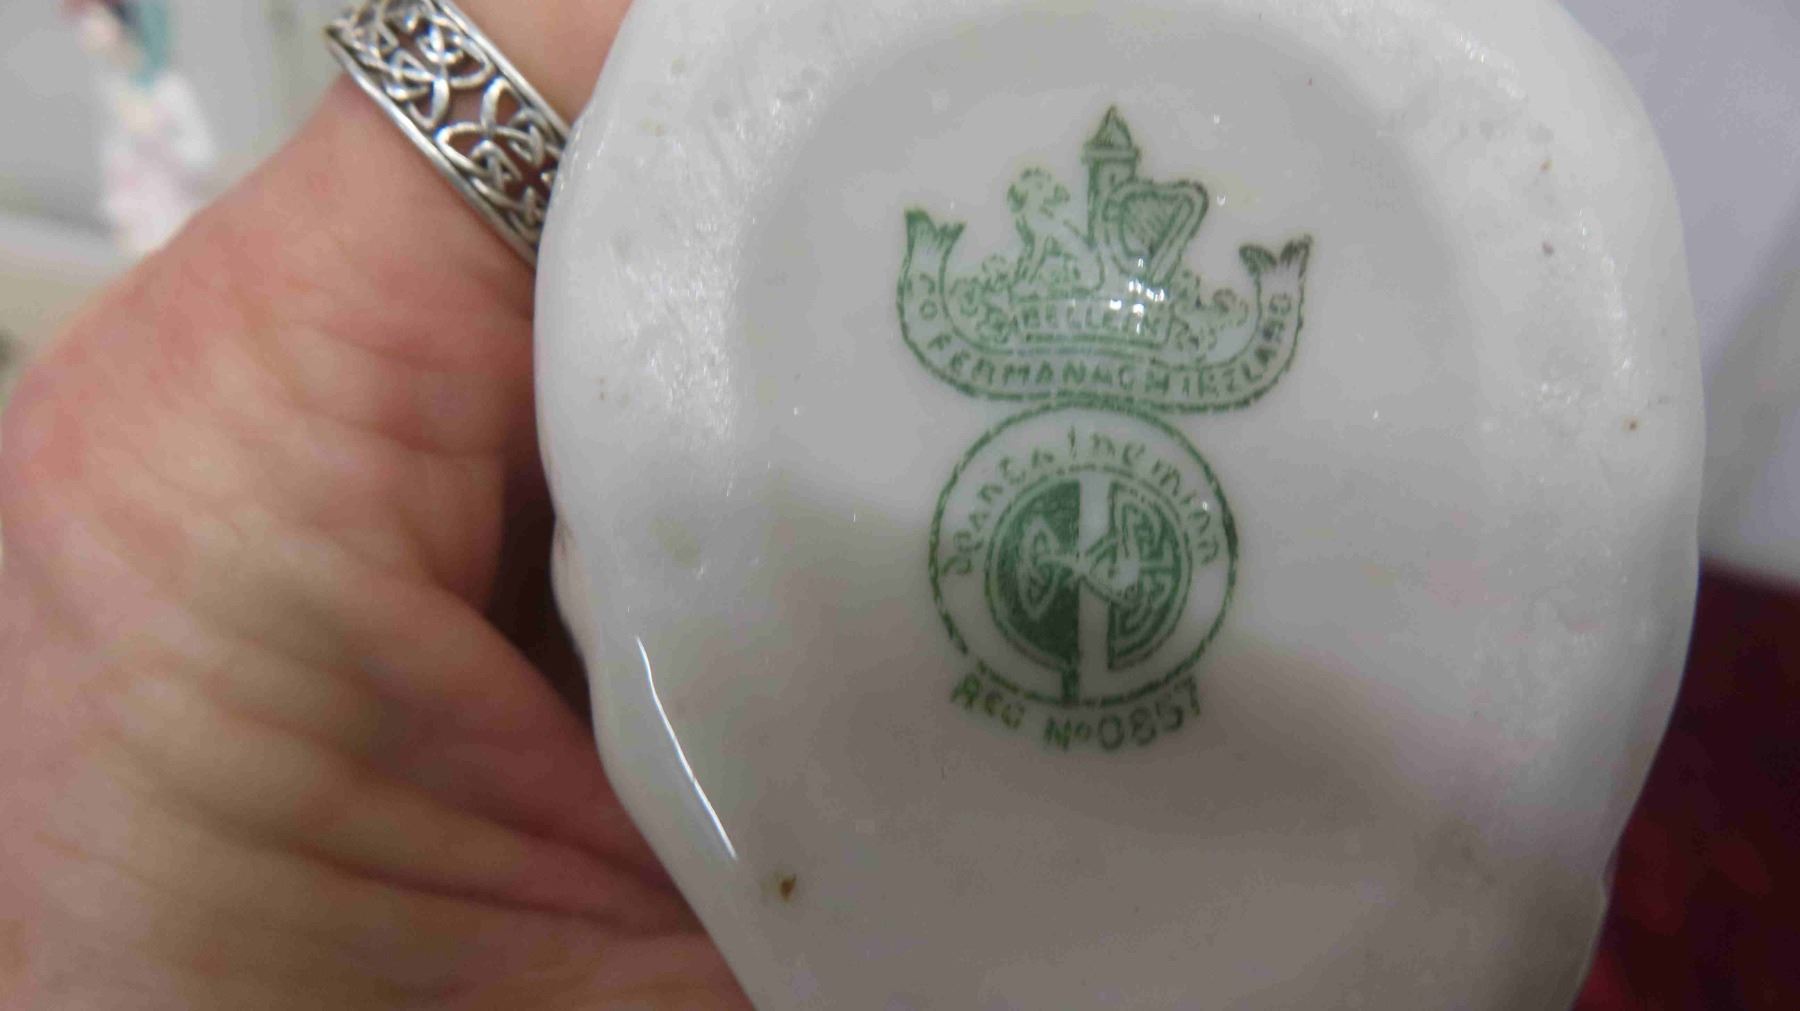 BELLEEK
CO FERMANAGH IRELAND
Deanta in Eirinn
REG No 0857